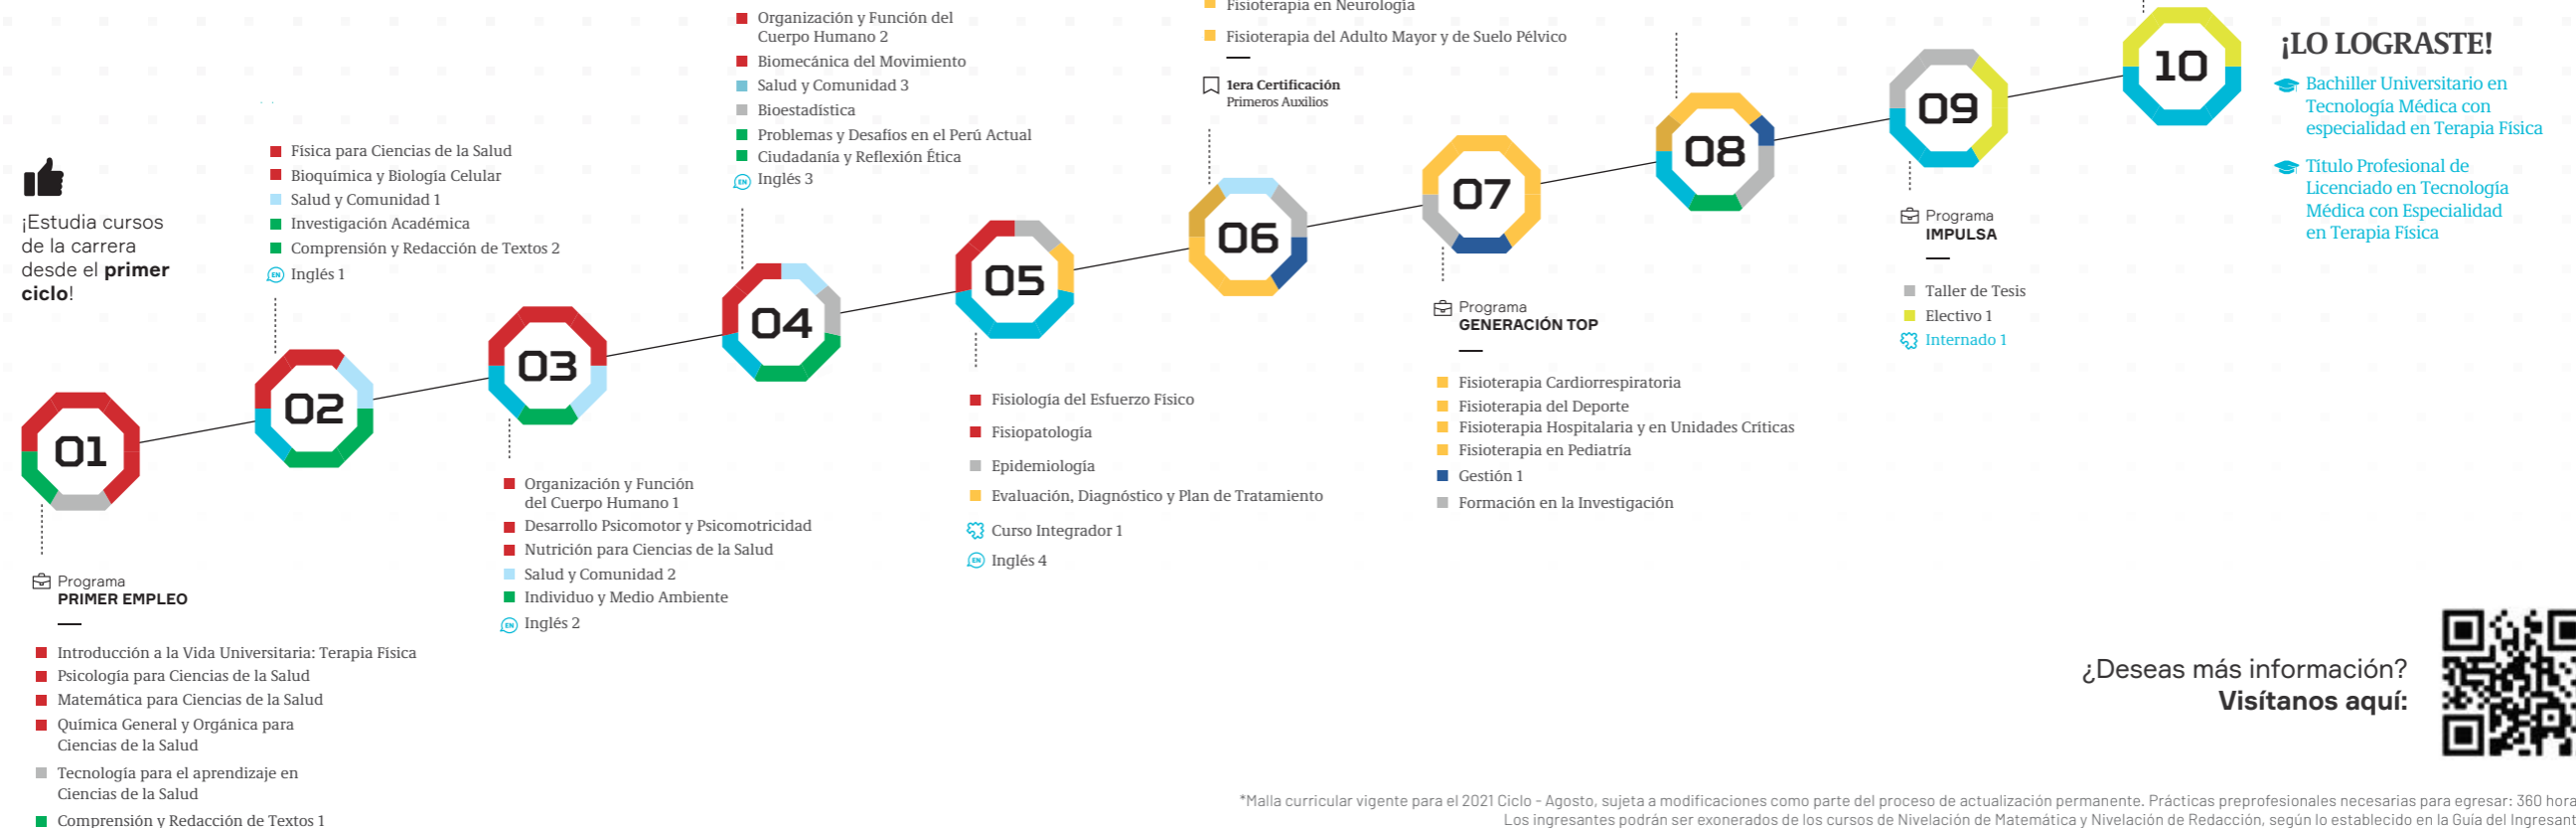 ¡Estudia cursos
de la carrera
desde el primer
ciclo!
01
Programa
PRIMER EMPLEO
Introducción a la Vida Universitaria: Terapia Física
Psicología para Ciencias de la Salud
Matemática para Ciencias de la Salud
Química General y Orgánica para
Ciencias de la Salud
Tecnología para el aprendizaje en
Ciencias de la Salud
Comprensión y Redacción de Textos 1
Física para Ciencias de la Salud
Bioquímica y Biología Celular
Salud y Comunidad 1
Investigación Académica
Comprensión y Redacción de Textos 2
EN Inglés 1
02
03
Organización y Función
del Cuerpo Humano 1
Desarrollo Psicomotor y Psicomotricidad
Nutrición para Ciencias de la Salud
Salud y Comunidad 2
Individuo y Medio Ambiente
EN Inglés 2
Organización y Función del
Cuerpo Humano 2
Biomecánica del Movimiento
Salud y Comunidad 3
Bioestadística
Problemas y Desafíos en el Perú Actual
Ciudadanía y Reflexión Ética
EN Inglés 3
04
05
Fisiología del Esfuerzo Físico
Fisiopatología
Epidemiología
Evaluación, Diagnóstico y Plan de Tratamiento
Curso Integrador 1
EN Inglés 4
Fisioterapia en Neurología
Fisioterapia del Adulto Mayor y de Suelo Pélvico
1era Certificación
Primeros Auxilios
06
07
Programa
GENERACIÓN TOP
Fisioterapia Cardiorrespiratoria
Fisioterapia del Deporte
Fisioterapia Hospitalaria y en Unidades Críticas
Fisioterapia en Pediatría
Gestión 1
Formación en la Investigación
08
09
Programa
IMPULSA
Taller de Tesis
Electivo 1
Internado 1
10
¡LO LOGRASTE!
Bachiller Universitario en
Tecnología Médica con
especialidad en Terapia Física
Título Profesional de
Licenciado en Tecnología
Médica con Especialidad
en Terapia Física
¿Deseas más información?
Visítanos aquí:
*Malla curricular vigente para el 2021 Ciclo - Agosto, sujeta a modificaciones como parte del proceso de actualización permanente. Prácticas preprofesionales necesarias para egresar: 360 hora
Los ingresantes podrán ser exonerados de los cursos de Nivelación de Matemática y Nivelación de Redacción, según lo establecido en la Guía del Ingresant